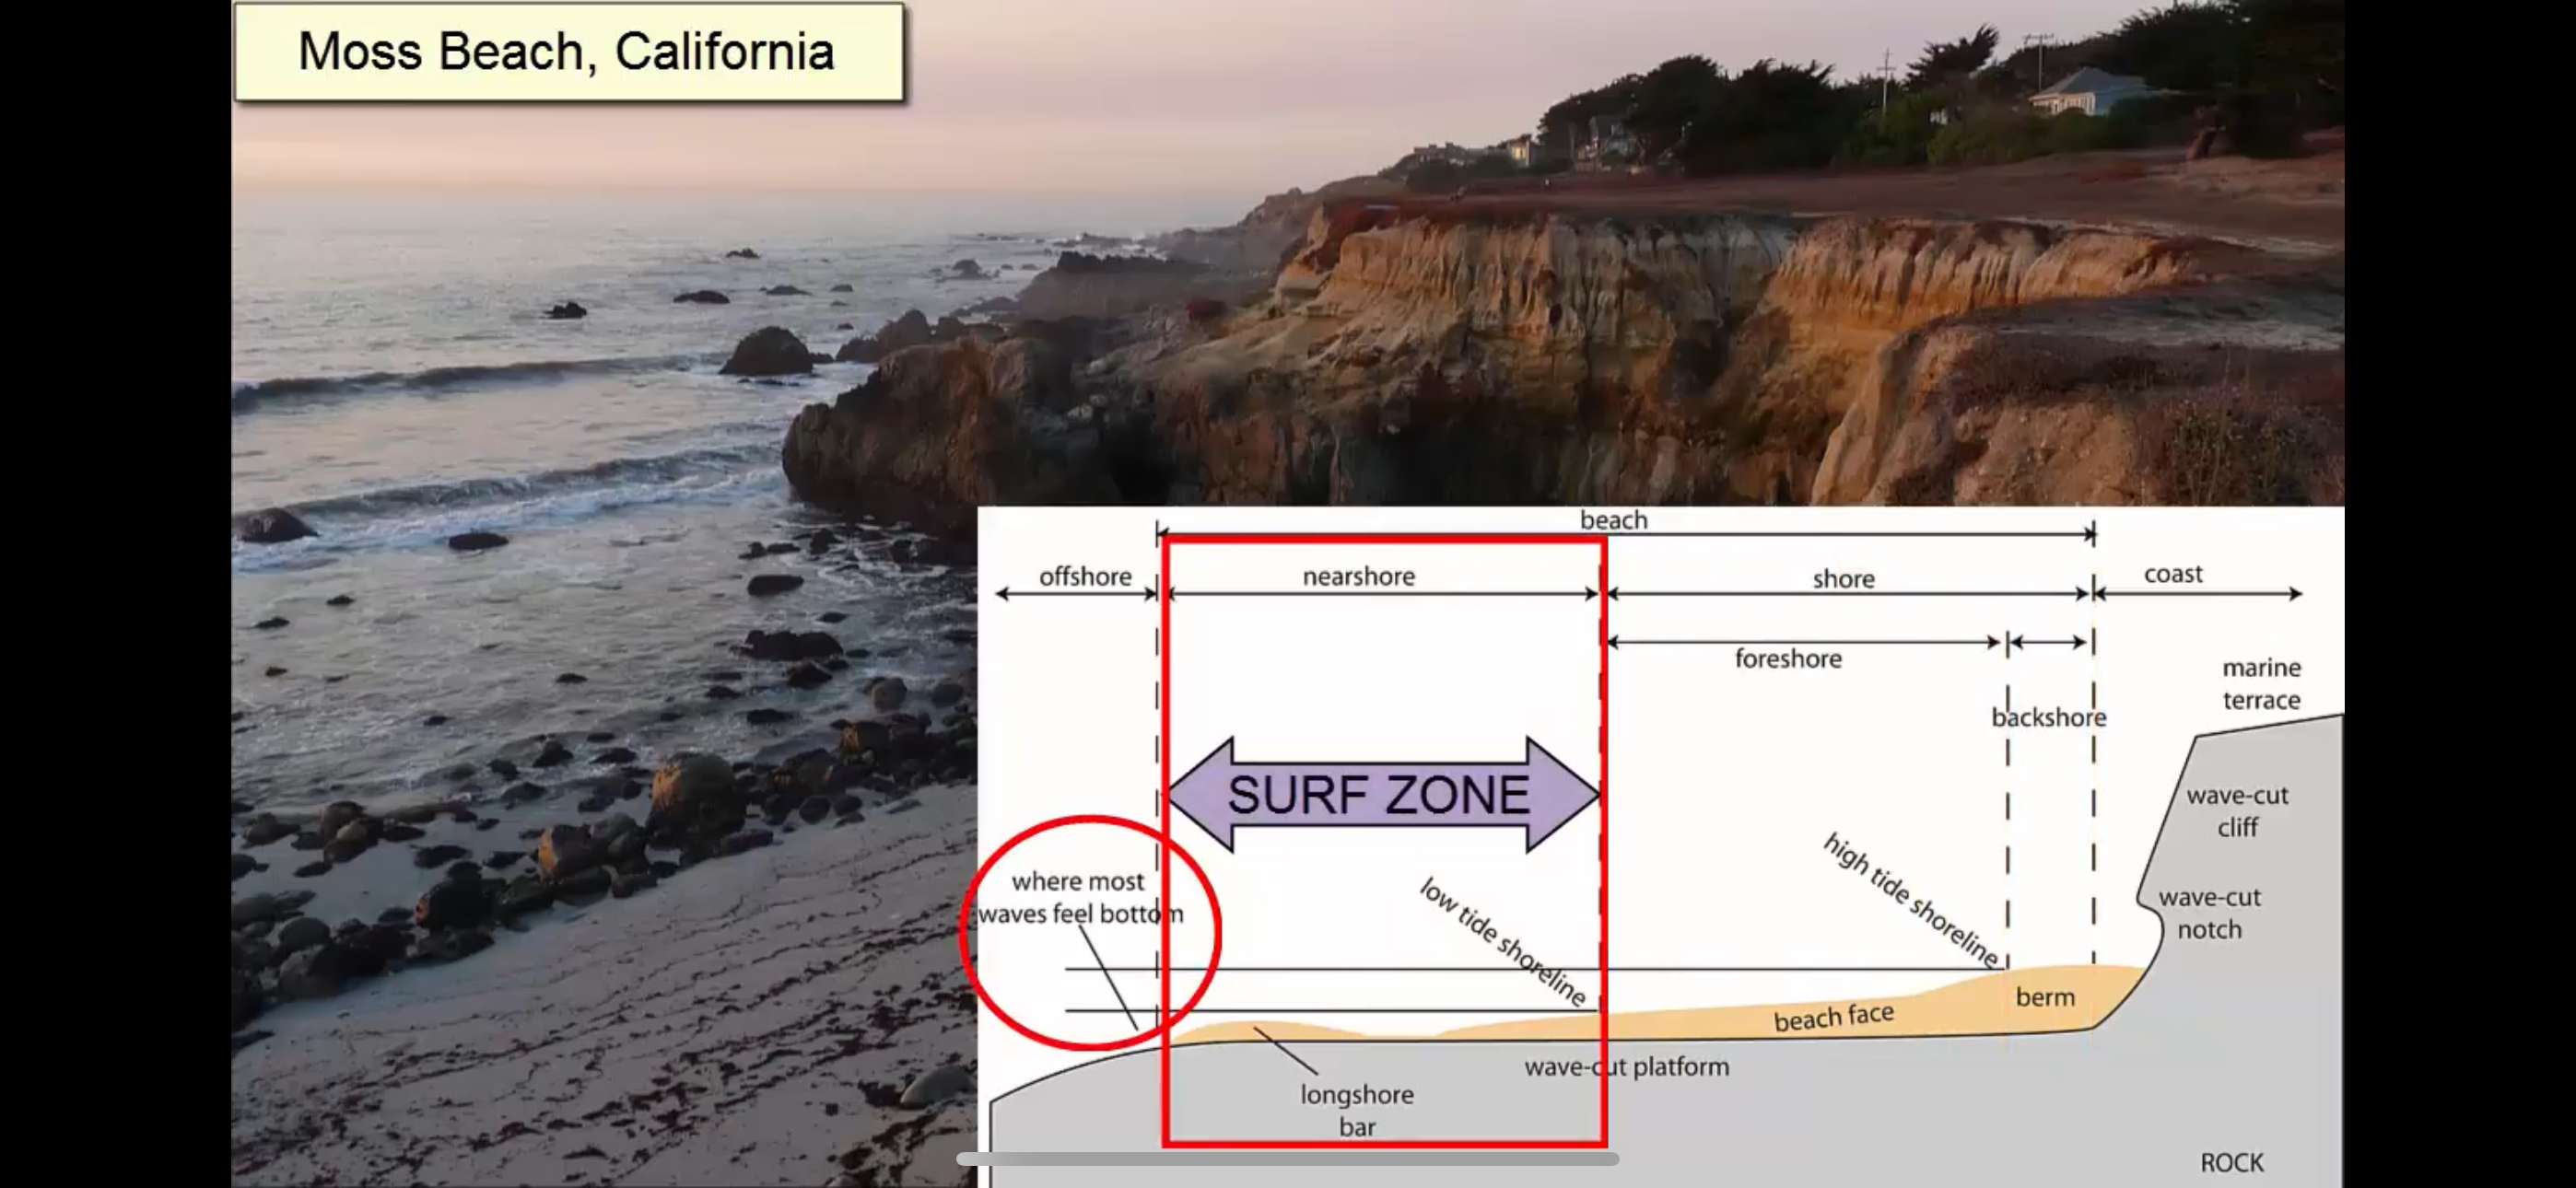 Moss Beach, California
beach
offshore
nearshore
shore
coast
foreshore
backshore
marine
terrace
SURF ZONE
wave-cut
cliff
where most
waves feel bottom
low tide shoreline
high tide shoreline
wave-cut
notch
beach face
berm
wave-cut platform
longshore
bar
ROCK